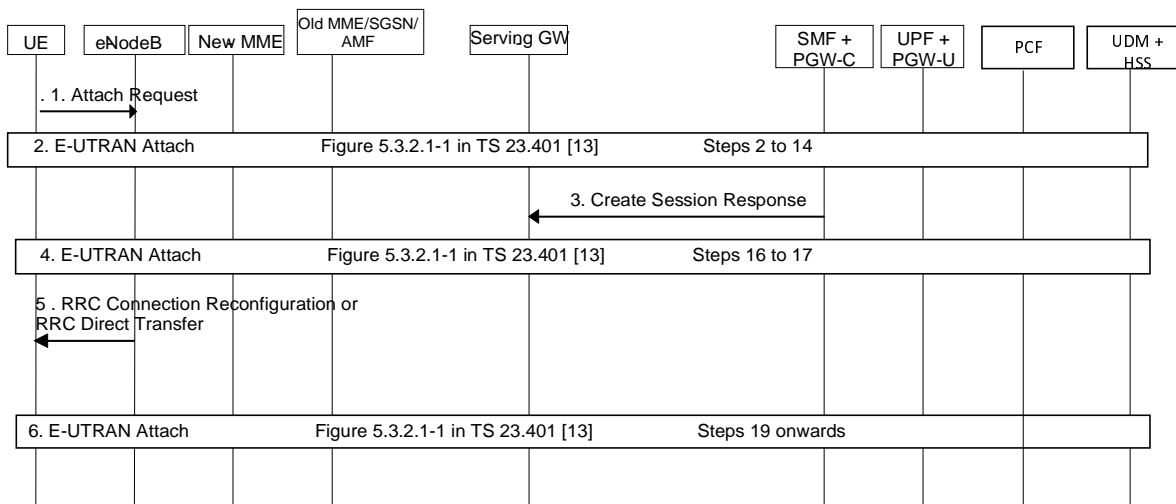 UE
eNodeB
New MME
Old MME/SGSN/
AMF
Serving GW
SMF +
PGW-C
UPF +
PGW-U
PCF
UDM +
HSS
. 1. Attach Request
2. E-UTRAN Attach Figure 5.3.2.1-1 in TS 23.401 [13] Steps 2 to 14
3. Create Session Response
4. E-UTRAN Attach Figure 5.3.2.1-1 in TS 23.401 [13] Steps 16 to 17
5 . RRC Connection Reconfiguration or
RRC Direct Transfer
6. E-UTRAN Attach Figure 5.3.2.1-1 in TS 23.401 [13] Steps 19 onwards